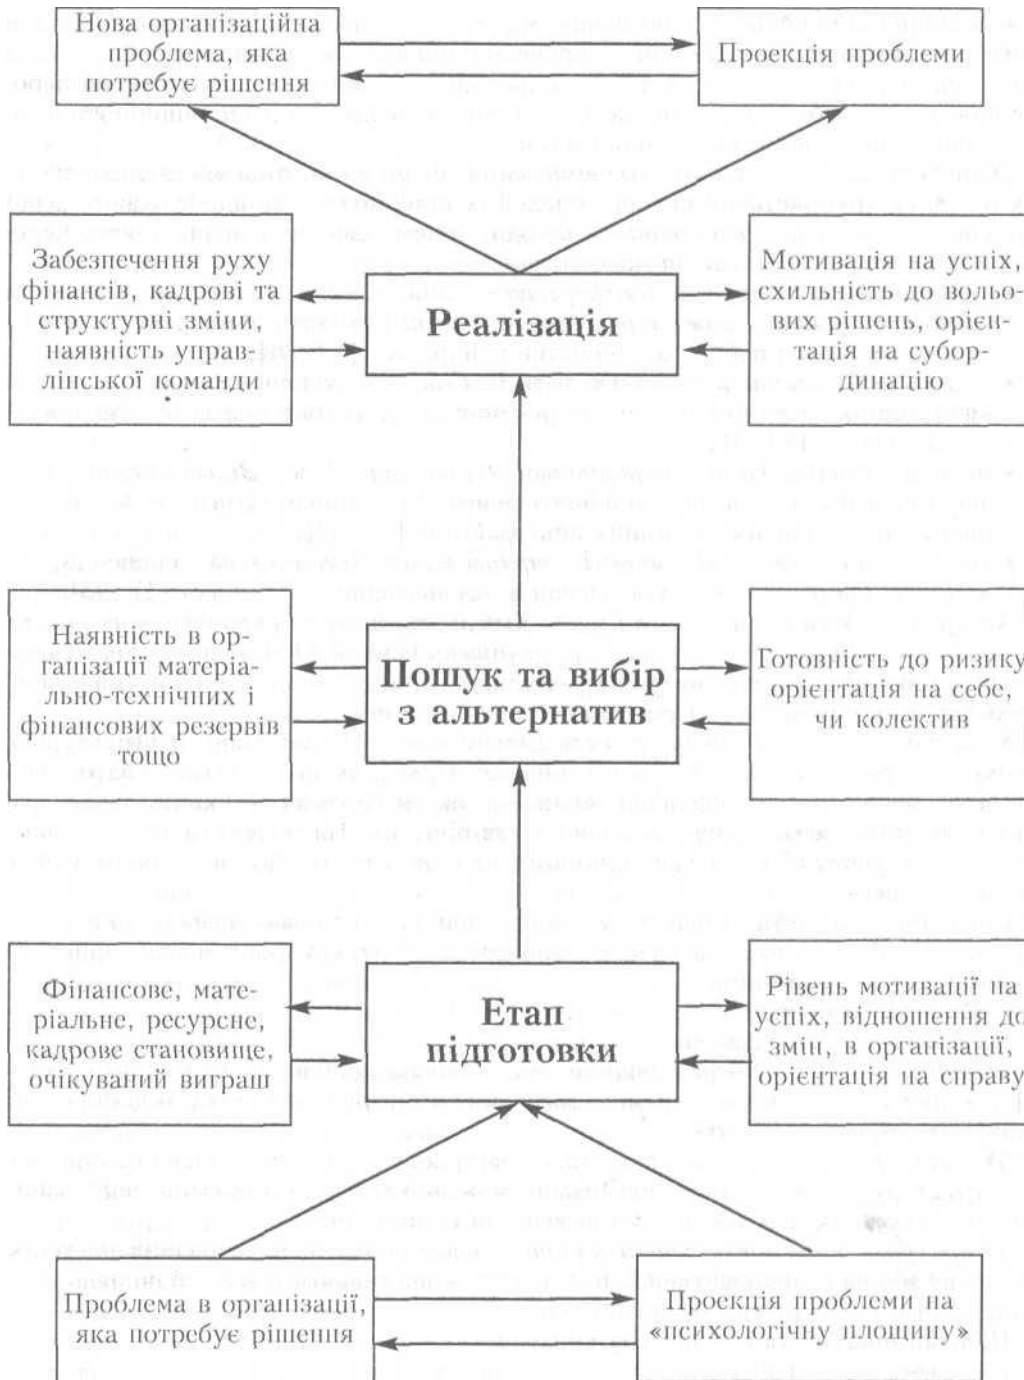 Нова організаційна
проблема, яка
потребує рішення
Проекція проблеми
Забезпечення руху
фінансів, кадрові та
структурні зміни,
наявність управ-
лінської команди
Реалізація
Мотивація на успіх,
схильність до вольо-
вих рішень, орієн-
тація на субор-
динацію
Наявність в ор-
ганізації матеріа-
льно-технічних і
фінансових резервів
тощо
Пошук та вибір
з альтернатив
Готовність до ризику
орієнтація на себе,
чи колектив
Фінансове, мате-
ріальне, ресурсне,
кадрове становище,
очікуваний виграш
Етап
підготовки
Рівень мотивації на
успіх, відношення до
змін, в організації,
орієнтація на справу
Проблема в організації,
яка потребує рішення
Проекція проблеми на
«психологічну площину»